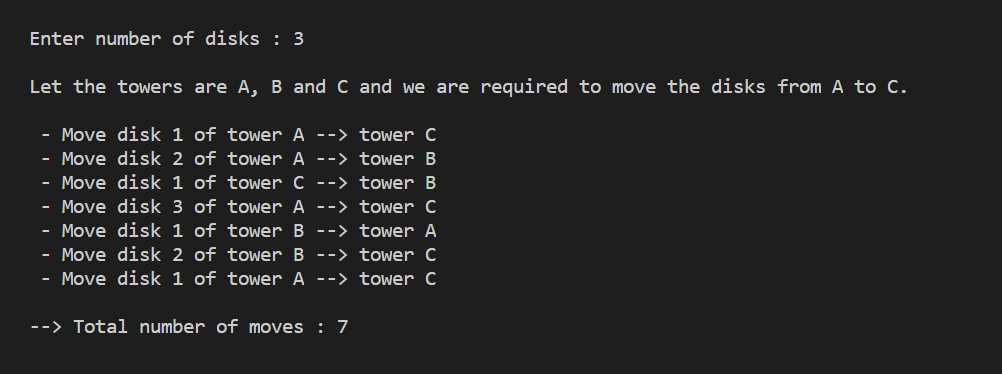 Enter number of disks : 3
Let the towers are A, B and C and we are required to move the disks from A to C.
- Move disk 1 of tower A --> tower C
- Move disk 2 of tower A --> tower B
- Move disk 1 of tower C --> tower B
- Move disk 3 of tower A --> tower C
- Move disk 1 of tower B --> tower A
- Move disk 2 of tower B --> tower C
- Move disk 1 of tower A --> tower C
--> Total number of moves : 7